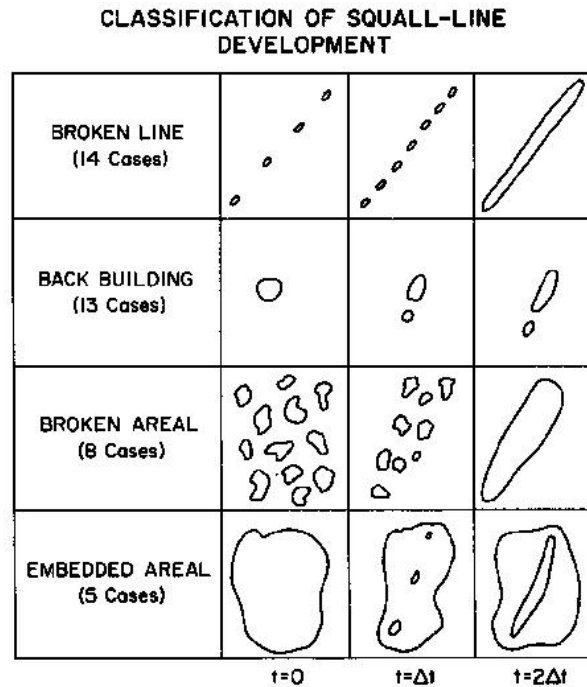 CLASSIFICATION OF SQUALL-LINE
DEVELOPMENT
BROKEN LINE
(14 Cases)
BACK BUILDING
(13 Cases)
BROKEN AREAL
(8 Cases)
EMBEDDED AREAL
(5 Cases)
t=0
t=Δt
t=2Δt